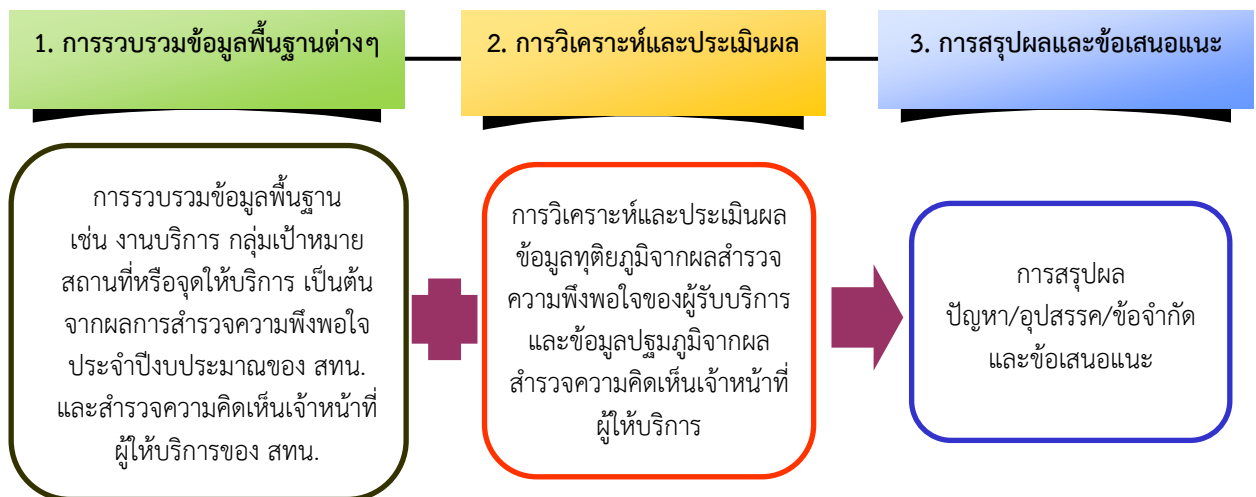 1. การรวบรวมข้อมูลพื้นฐานต่างๆ
2. การวิเคราะห์และประเมินผล
3. การสรุปผลและข้อเสนอแนะ
การรวบรวมข้อมูลพื้นฐาน
เช่น งานบริการ กลุ่มเป้าหมาย
สถานที่หรือจุดให้บริการ เป็นต้น
จากผลการสำรวจความพึงพอใจ
ประจำปีงบประมาณของ สทน.
และสำรวจความคิดเห็นเจ้าหน้าที่
ผู้ให้บริการของ สทน.
การวิเคราะห์และประเมินผล
ข้อมูลทุติยภูมิจากผลสำรวจ
ความพึงพอใจของผู้รับบริการ
และข้อมูลปฐมภูมิจากผล
สำรวจความคิดเห็นเจ้าหน้าที่
ผู้ให้บริการ
การสรุปผล
ปัญหา/อุปสรรค/ข้อจำกัด
และข้อเสนอแนะ